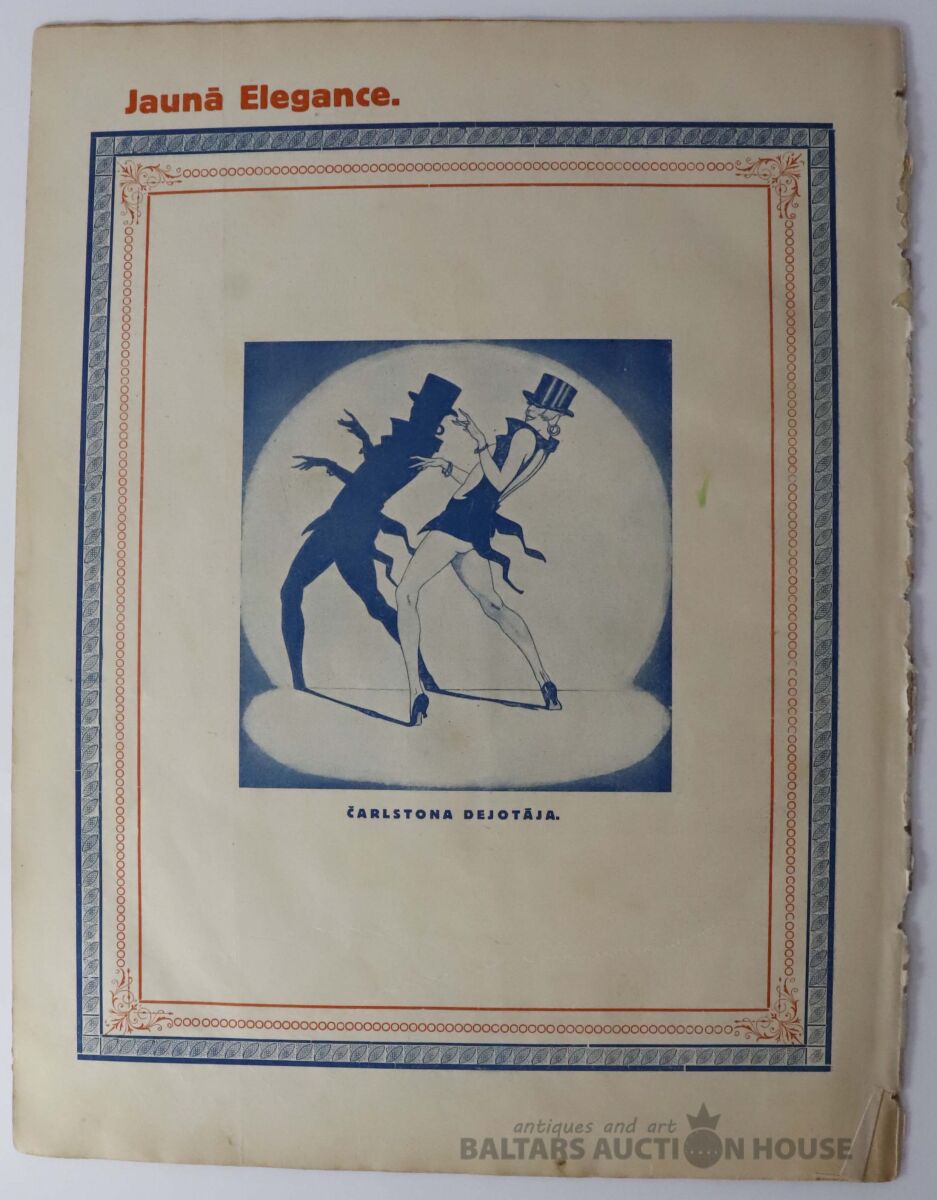 Jaunā Elegance.
ČARLSTONA DEJOTĀJA.
antiques and art
BALTARS AUCTION HOUSE